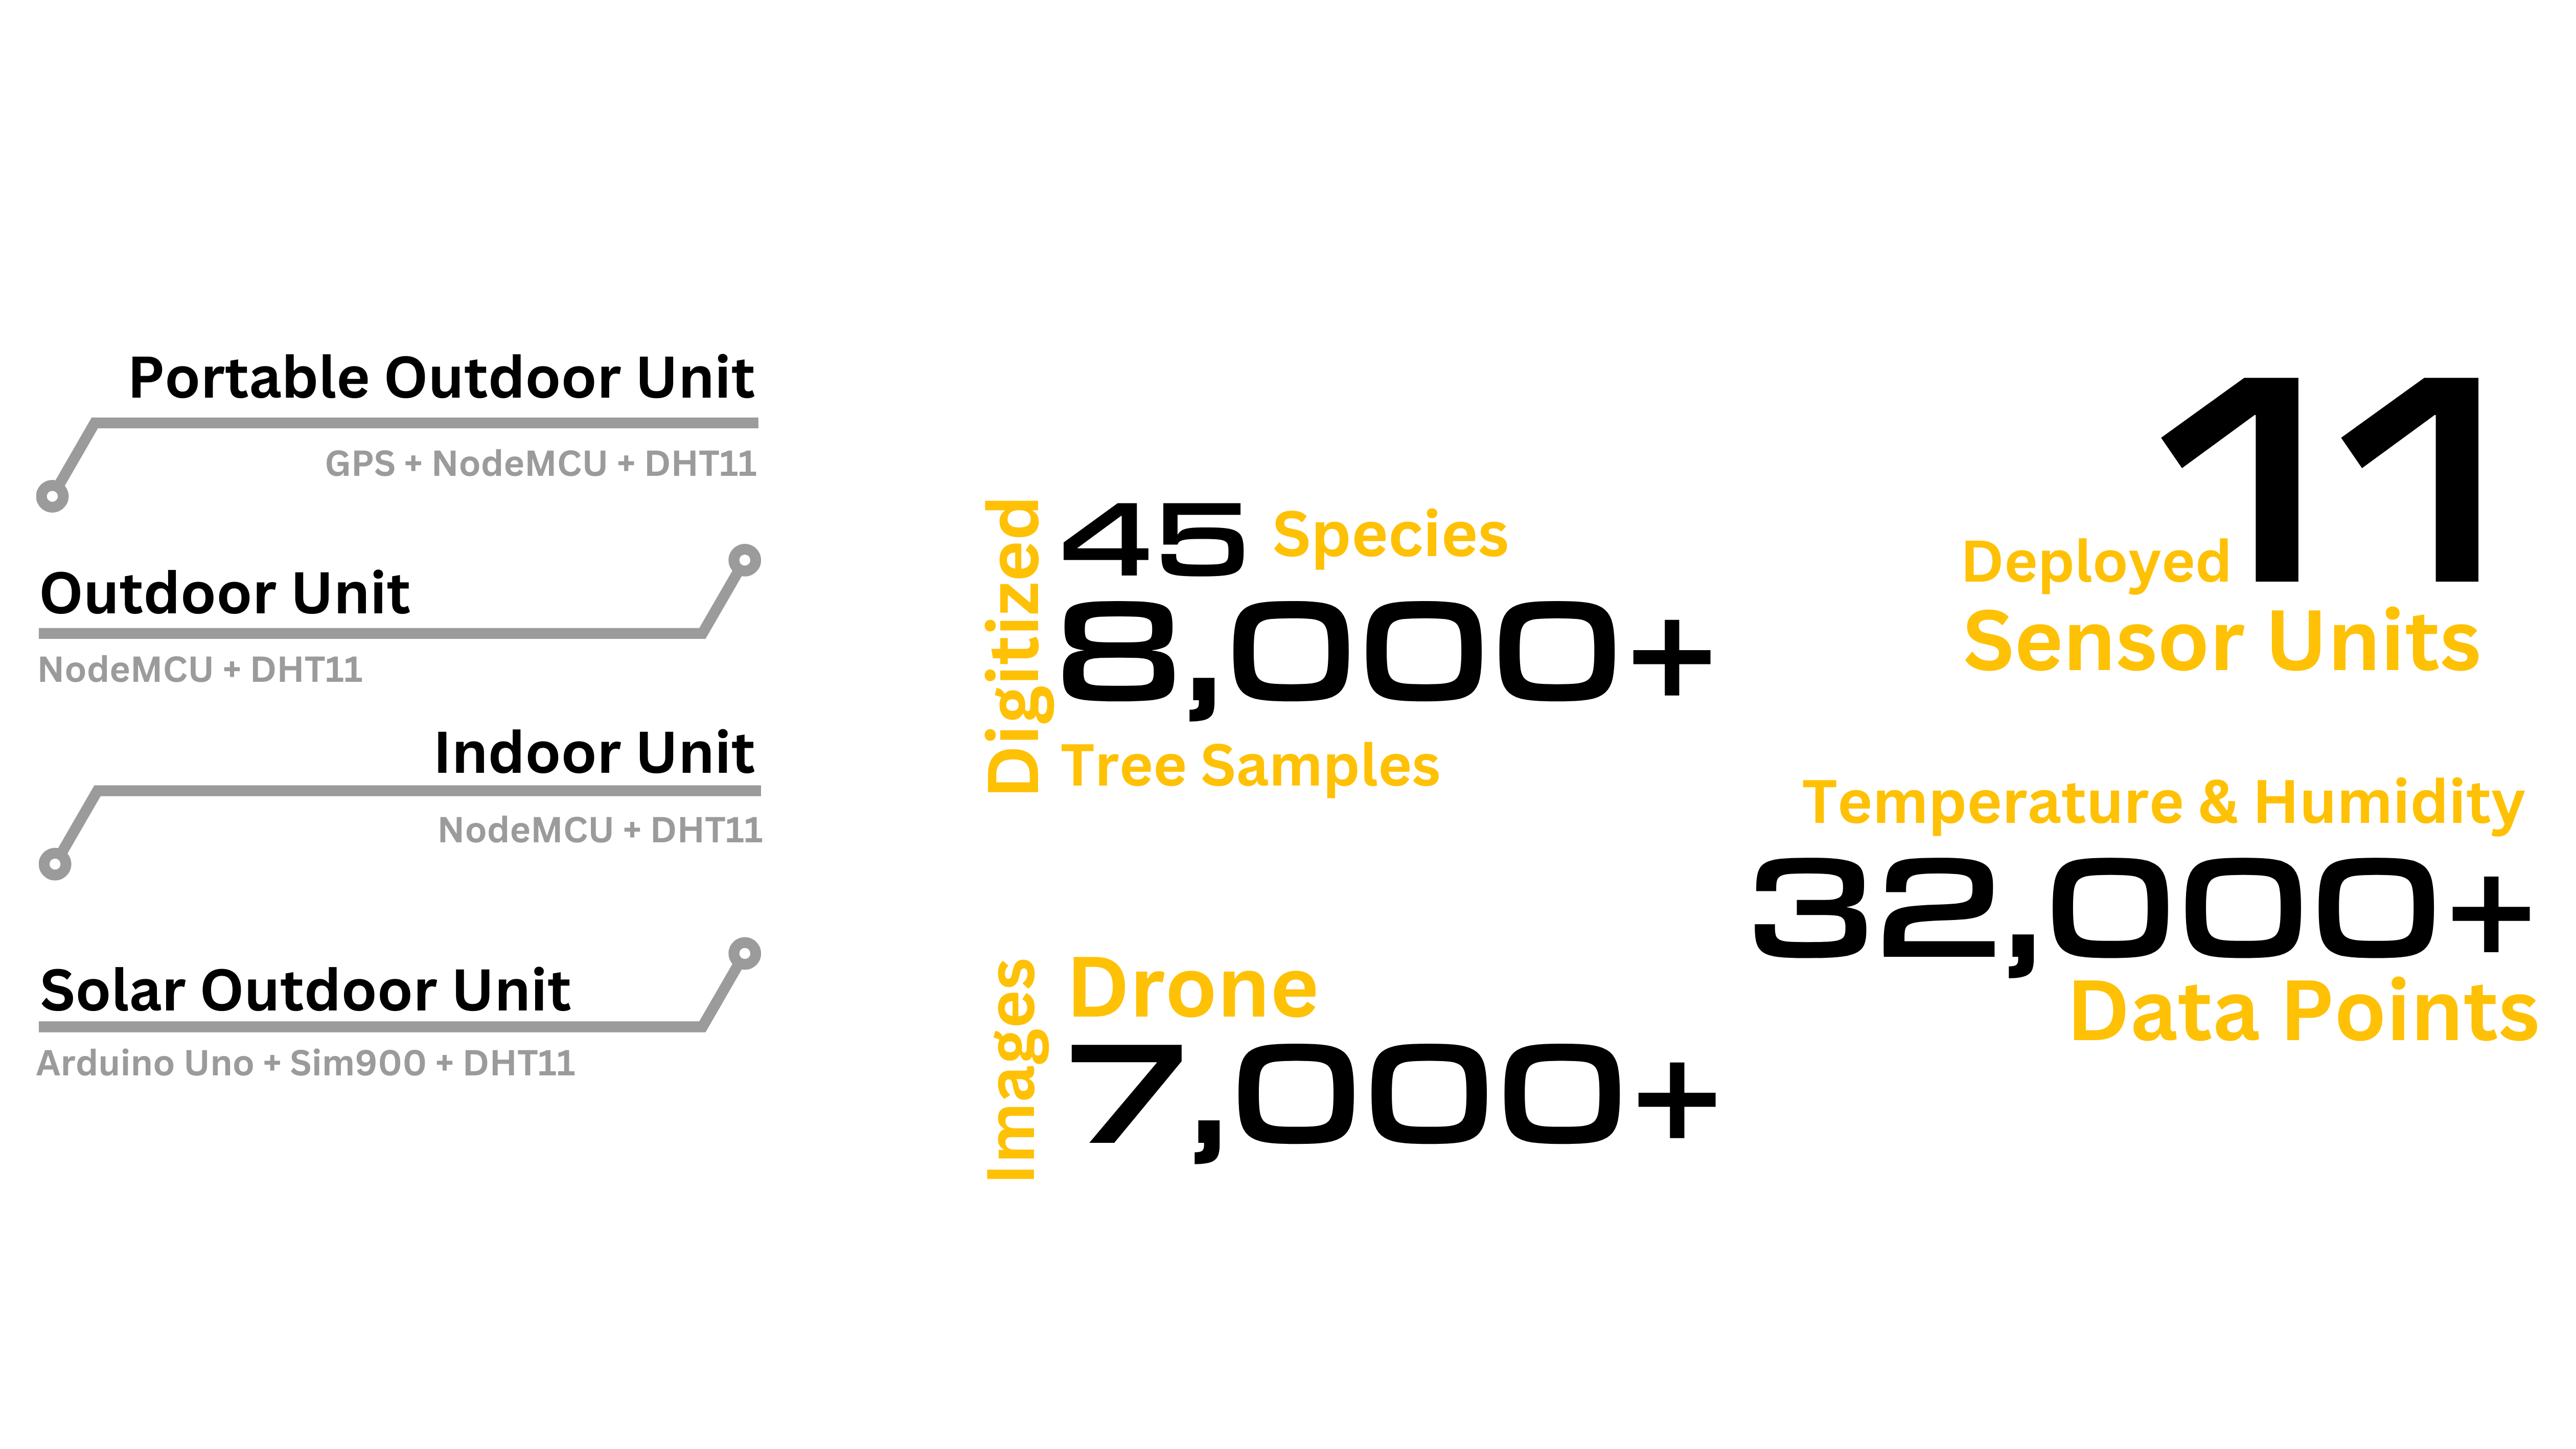 Portable Outdoor Unit
GPS + NodeMCU + DHT11
Outdoor Unit
NodeMCU + DHT11
Indoor Unit
NodeMCU + DHT11
Solar Outdoor Unit
Arduino Uno + Sim900 + DHT11
Digitized
45 Species
8,000+
Tree Samples
Images
Drone
7,000+
11
Deployed
Sensor Units
Temperature & Humidity
32,000+
Data Points